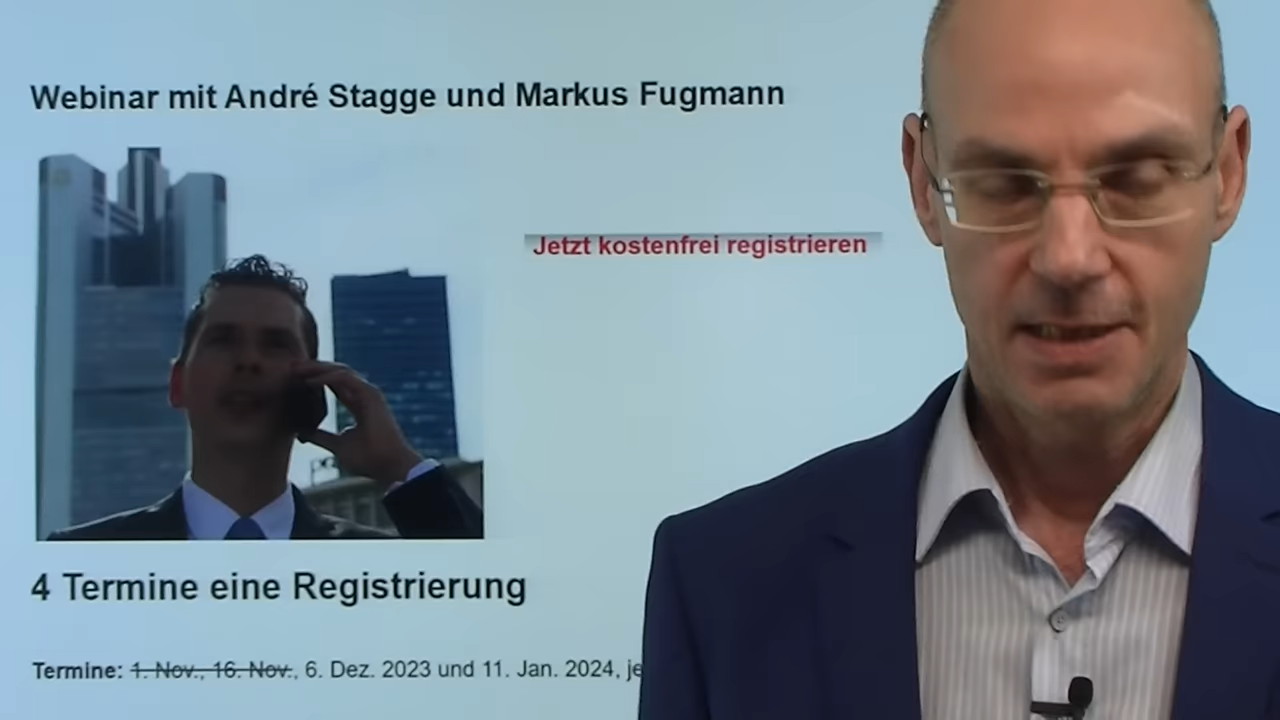 Webinar mit André Stagge und Markus Fugmann
Jetzt kostenfrei registrieren
4 Termine eine Registrierung
Termine: 1. Nov., 16. Nov., 6. Dez. 2023 und 11. Jan. 2024, je